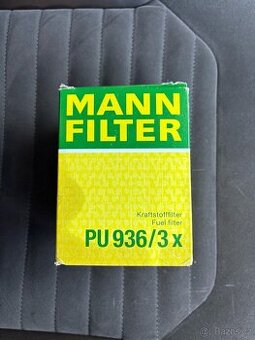 MANN
FILTER
Kraftstofffilter
Fuel filter
PU 936/3 x